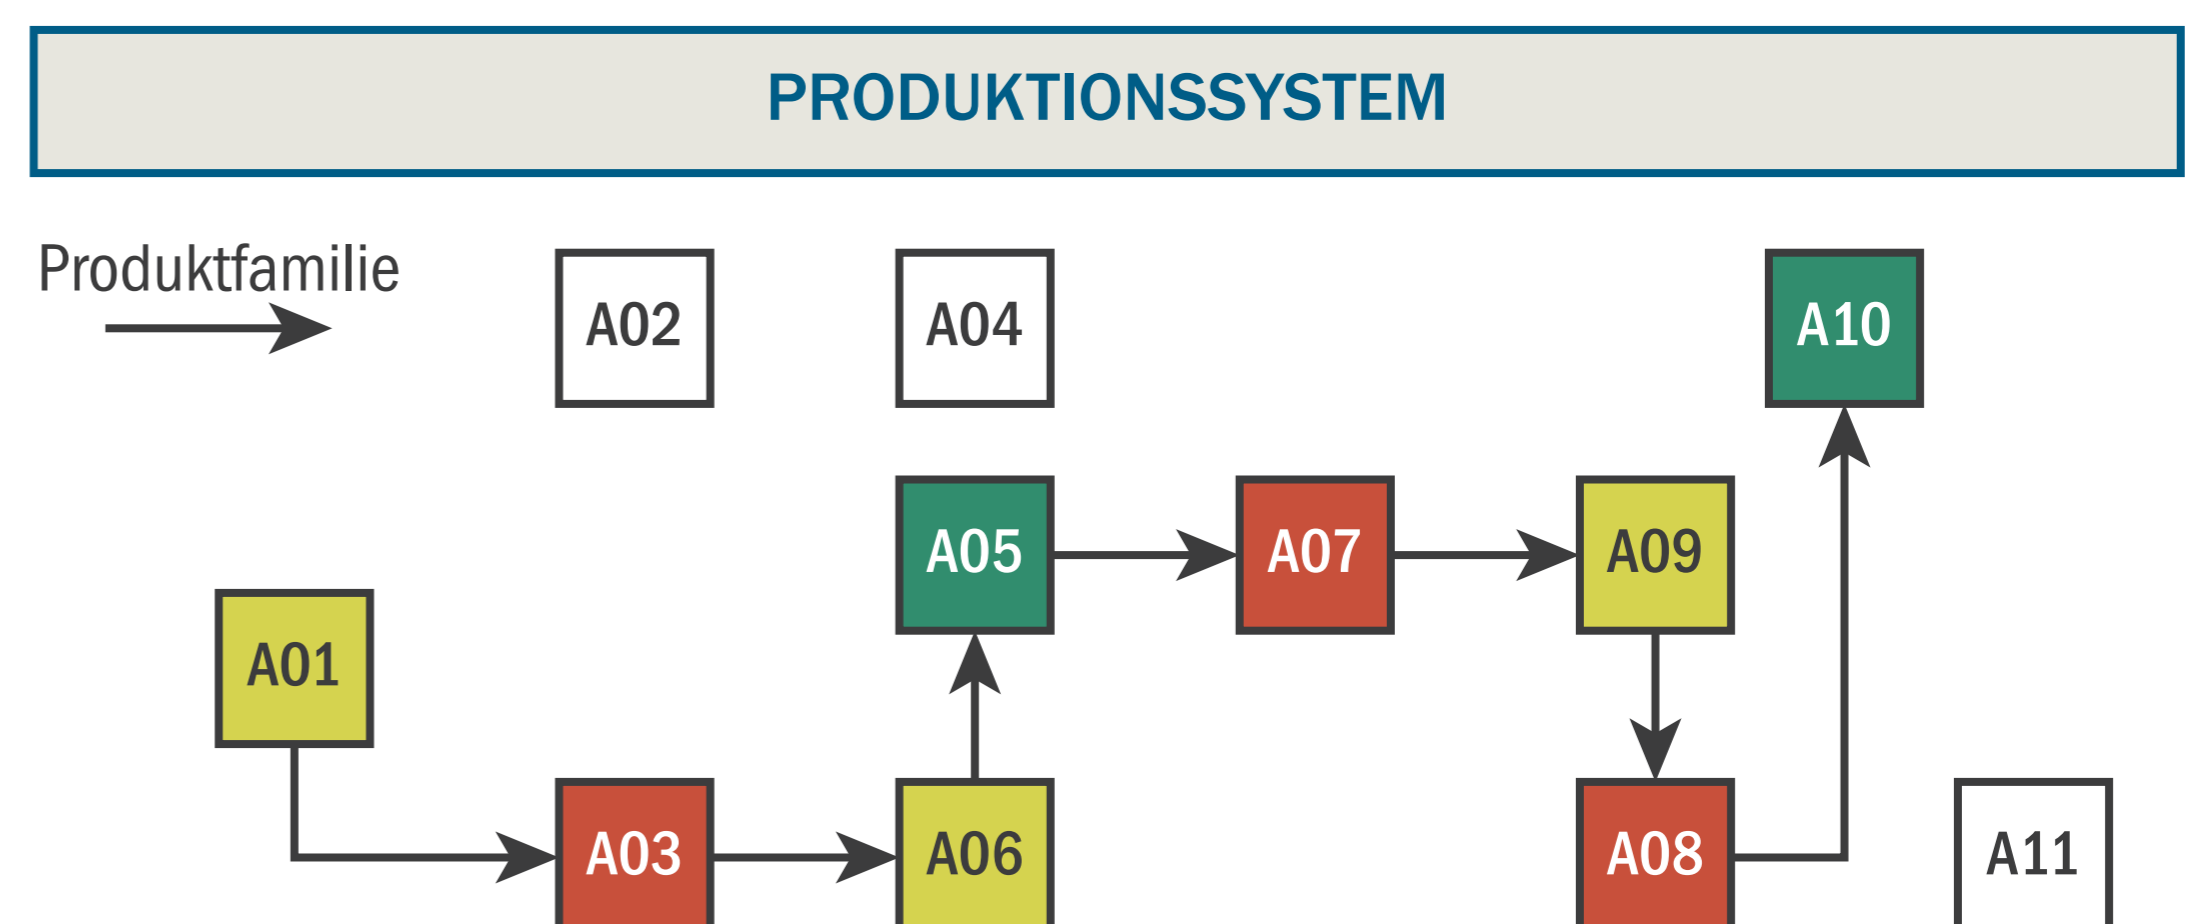 PRODUKTIONSSYSTEM
Produktfamilie
A02
A04
A10
A05
A07
A09
A01
A03
A06
A08
A11